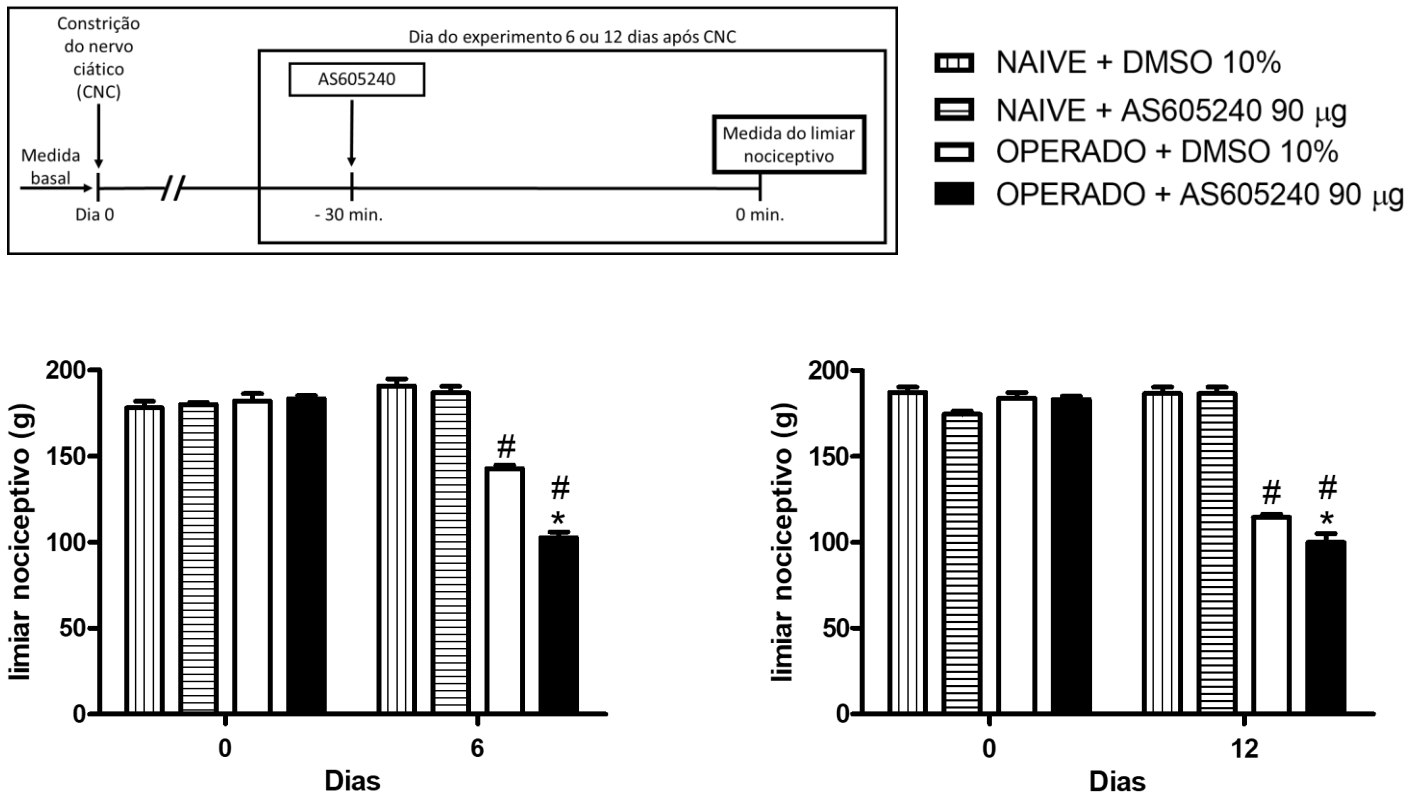 Constrição
do nervo
ciático
(CNC)
Dia do experimento 6 ou 12 dias após CNC
AS605240
Medida do limiar
nociceptivo
Medida
basal
Dia 0
- 30 min.
0 min.
NAIVE + DMSO 10%
NAIVE + AS605240 90 μg
OPERADO + DMSO 10%
OPERADO + AS605240 90 μg
limiar nociceptivo (g)
200
150
100
50
0
#
#
*
0
6
Dias
limiar nociceptivo (g)
200
150
100
50
0
#
#
*
0
12
Dias